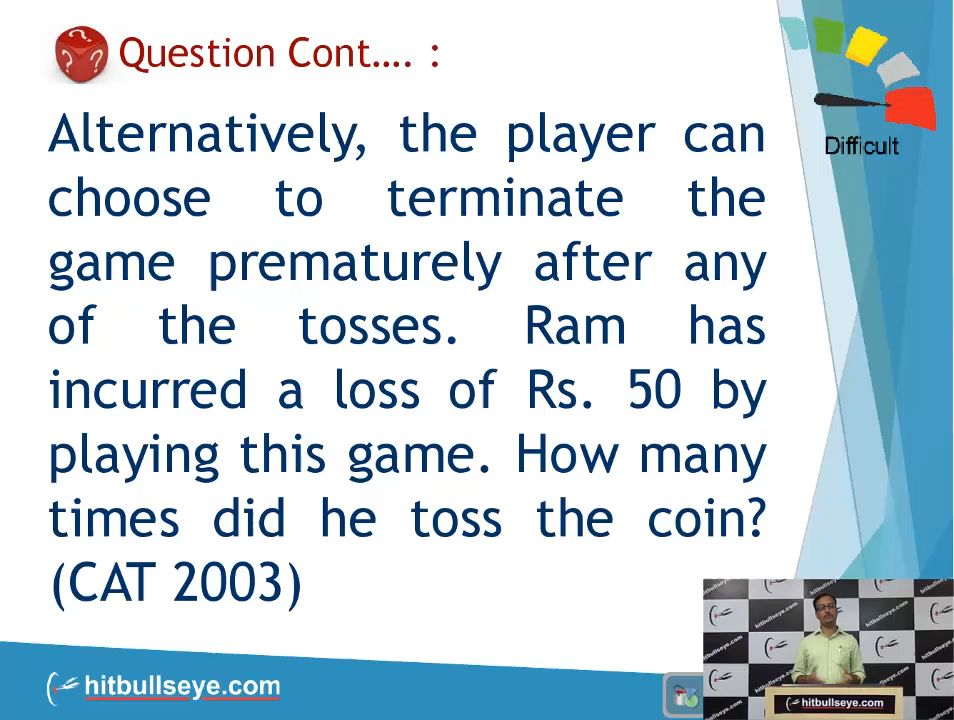 Question Cont…. :
Difficult
Alternatively, the player can
choose to terminate the
game prematurely after any
of the tosses. Ram has
incurred a loss of Rs. 50 by
playing this game. How many
times did he toss the coin?
(CAT 2003)
hitbullseye.com
hitbullseye.com